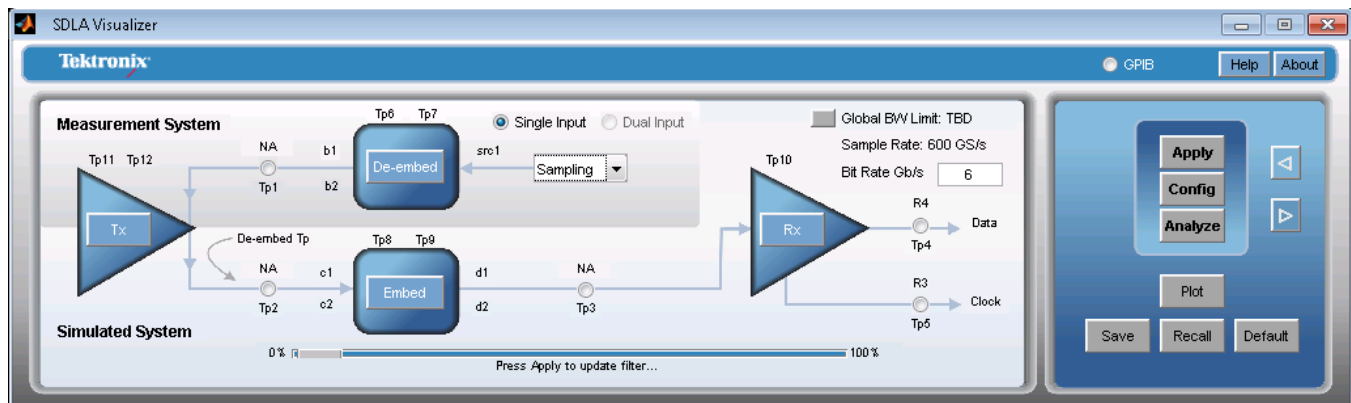 SDLA Visualizer
Tektronix
GPIB
Help
About
Measurement System
Tp6 Tp7
Single Input
Dual Input
Global BW Limit: TBD
Sample Rate: 600 GS/s
Bit Rate Gb/s 6
Tp11 Tp12
NA
Tp1
b1
b2
De-embed
src1
Sampling
Tp10
Tx
De-embed Tp
Tp8 Tp9
Rx
R4
Tp4
Data
NA
Tp2
c1
c2
Embed
d1
d2
NA
Tp3
R3
Tp5
Clock
Simulated System
0% 100%
Press Apply to update filter...
Apply
Config
Analyze
Plot
Save
Recall
Default